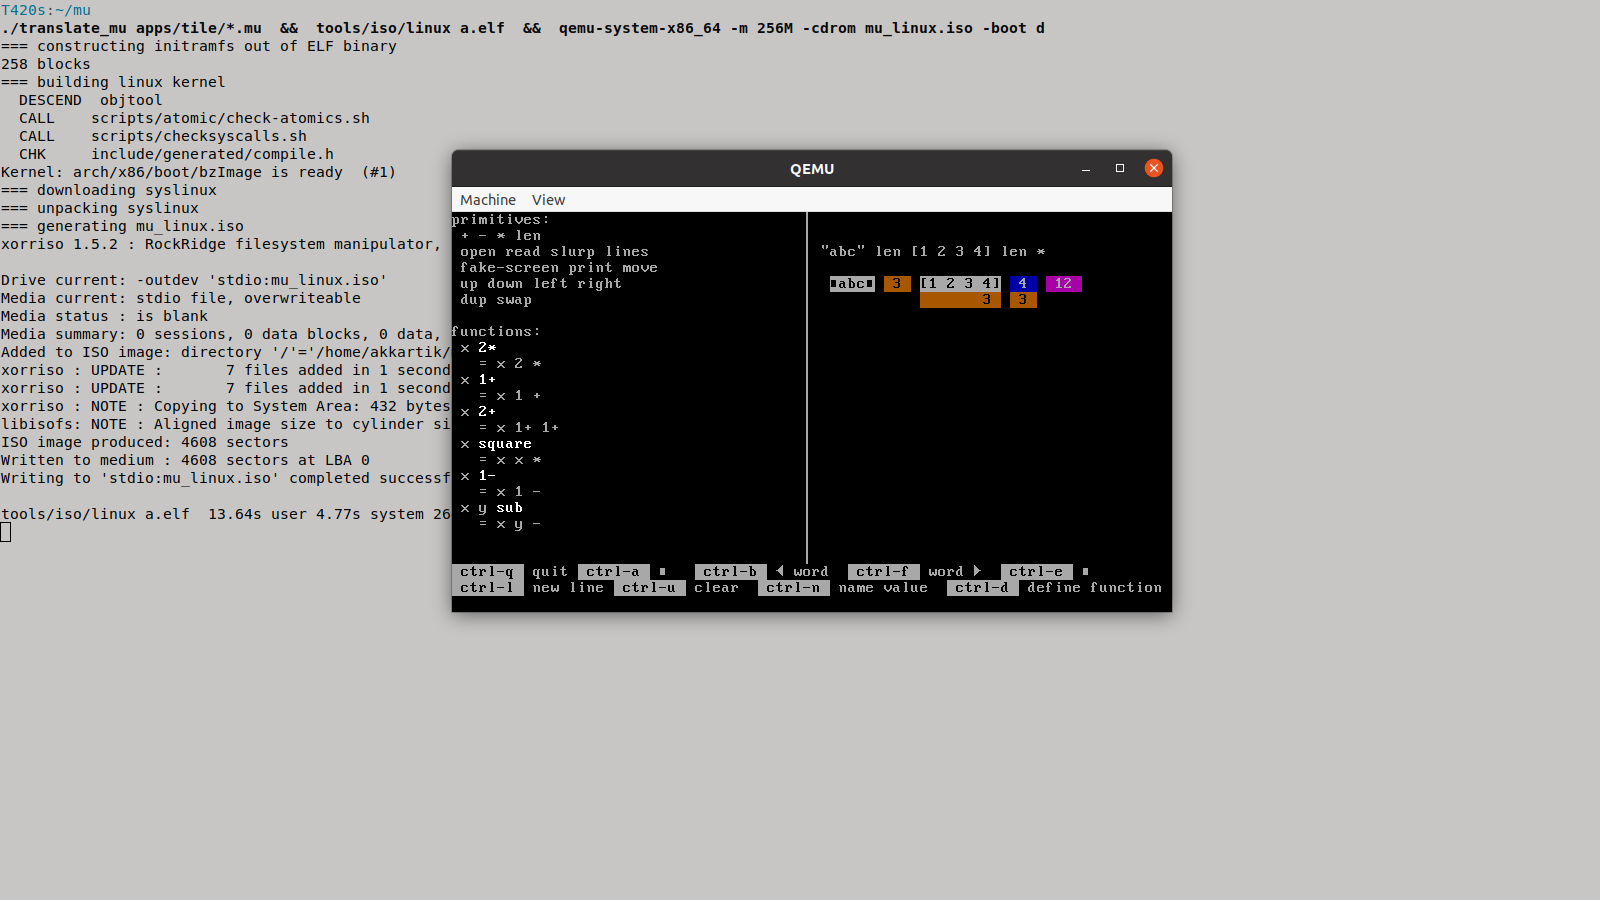 T420s:~/mu
./translate_mu apps/tile/*.mu  &&  tools/iso/linux a.elf  &&  qemu-system-x86_64 -m 256M -cdrom mu_linux.iso -boot d
=== constructing initramfs out of ELF binary
258 blocks
=== building linux kernel
  DESCEND  objtool
  CALL    scripts/atomic/check-atomics.sh
  CALL    scripts/checksyscalls.sh
  CHK     include/generated/compile.h
Kernel: arch/x86/boot/bzImage is ready  (#1)
=== downloading syslinux
=== unpacking syslinux
=== generating mu_linux.iso
xorriso 1.5.2 : RockRidge filesystem manipulator,
Drive current: -outdev 'stdio:mu_linux.iso'
Media current: stdio file, overwriteable
Media status : is blank
Media summary: 0 sessions, 0 data blocks, 0 data,
Added to ISO image: directory '/'='/home/akkartik/
xorriso : UPDATE :       7 files added in 1 second
xorriso : UPDATE :       7 files added in 1 second
xorriso : NOTE : Copying to System Area: 432 bytes
libisofs: NOTE : Aligned image size to cylinder si
ISO image produced: 4608 sectors
Written to medium : 4608 sectors at LBA 0
Writing to 'stdio:mu_linux.iso' completed successf
tools/iso/linux a.elf  13.64s user 4.77s system 26
QEMU
Machine View
primitives:
+ - * len
open read slurp lines
fake-screen print move
up down left right
dup swap
functions:
x 2*
= x 2 *
x 1+
= x 1 +
x 2+
= x 1+ 1+
x square
= x x *
x 1-
= x 1 -
x y sub
= x y -
"abc" len [1 2 3 4] len *
▪abc▪ 3 [1 2 3 4] 4 12
3 3
ctrl-q quit ctrl-a ▪ ctrl-b ◀ word ctrl-f word ▶ ctrl-e ▪
ctrl-l new line ctrl-u clear ctrl-n name value ctrl-d define function